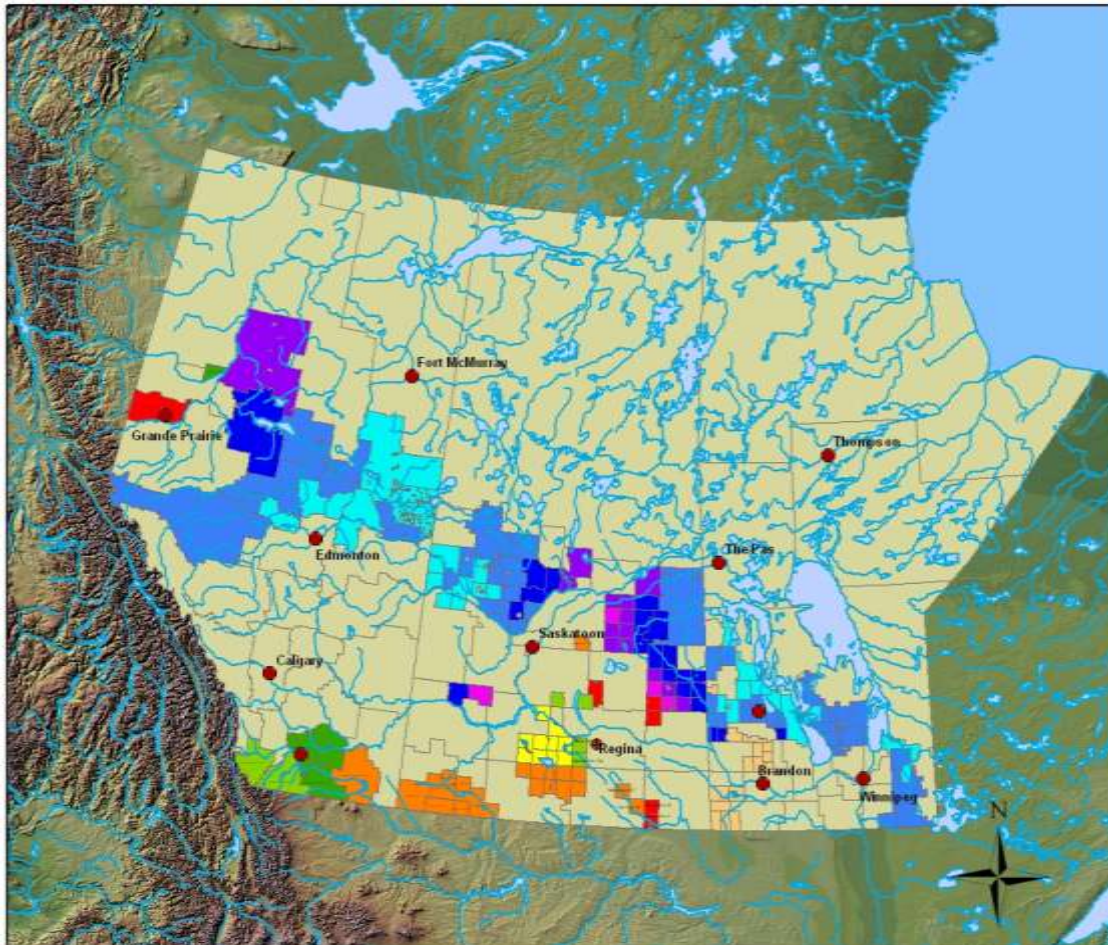 Fort McMurray
Grande Prairie
Thompson
Edmonton
The Pas
Saskatoon
Calgary
Regina
Brandon
Winnipeg
N